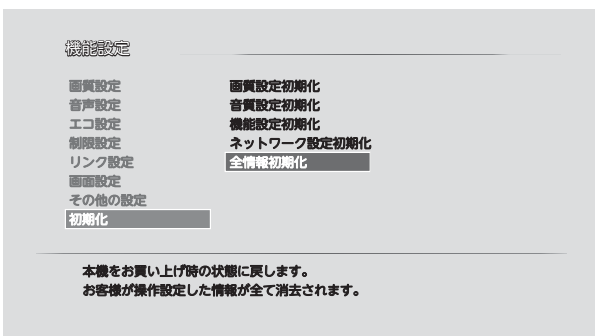 機能設定
画質設定
音声設定
エコ設定
制限設定
リンク設定
画面設定
その他の設定
初期化
画質設定初期化
音質設定初期化
機能設定初期化
ネットワーク設定初期化
全情報初期化
本機をお買い上げ時の状態に戻します。
お客様が操作設定した情報が全て消去されます。